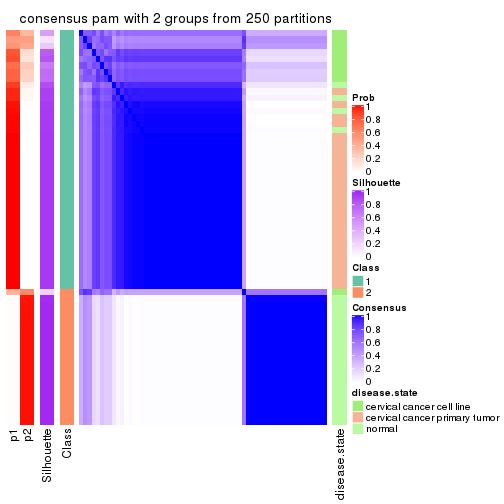 consensus pam with 2 groups from 250 partitions
Prob
1
0.8
0.6
0.4
0.2
0
Silhouette
1
0.8
0.6
0.4
0.2
0
Class
1
2
Consensus
1
0.8
0.6
0.4
0.2
0
disease.state
cervical cancer cell line
cervical cancer primary tumor
normal
p1
p2
Silhouette
Class
disease.state